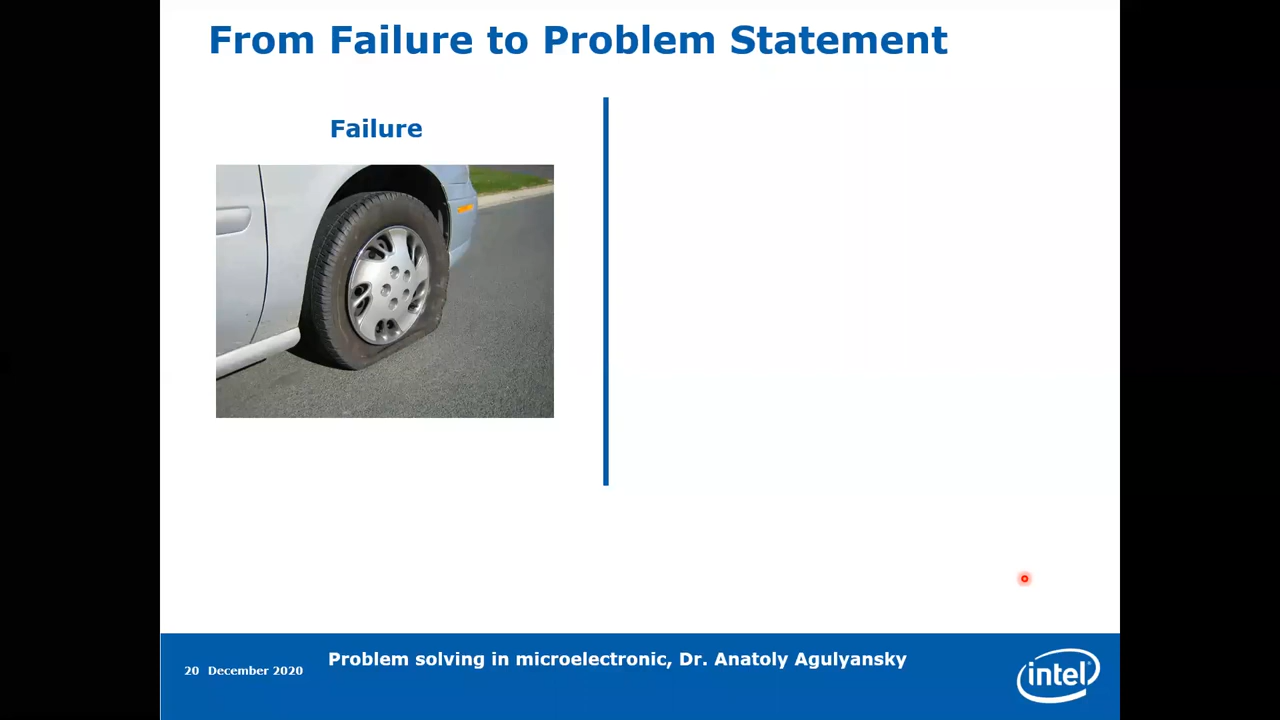 From Failure to Problem Statement
Failure
20 December 2020
Problem solving in microelectronic, Dr. Anatoly Agulyansky
intel